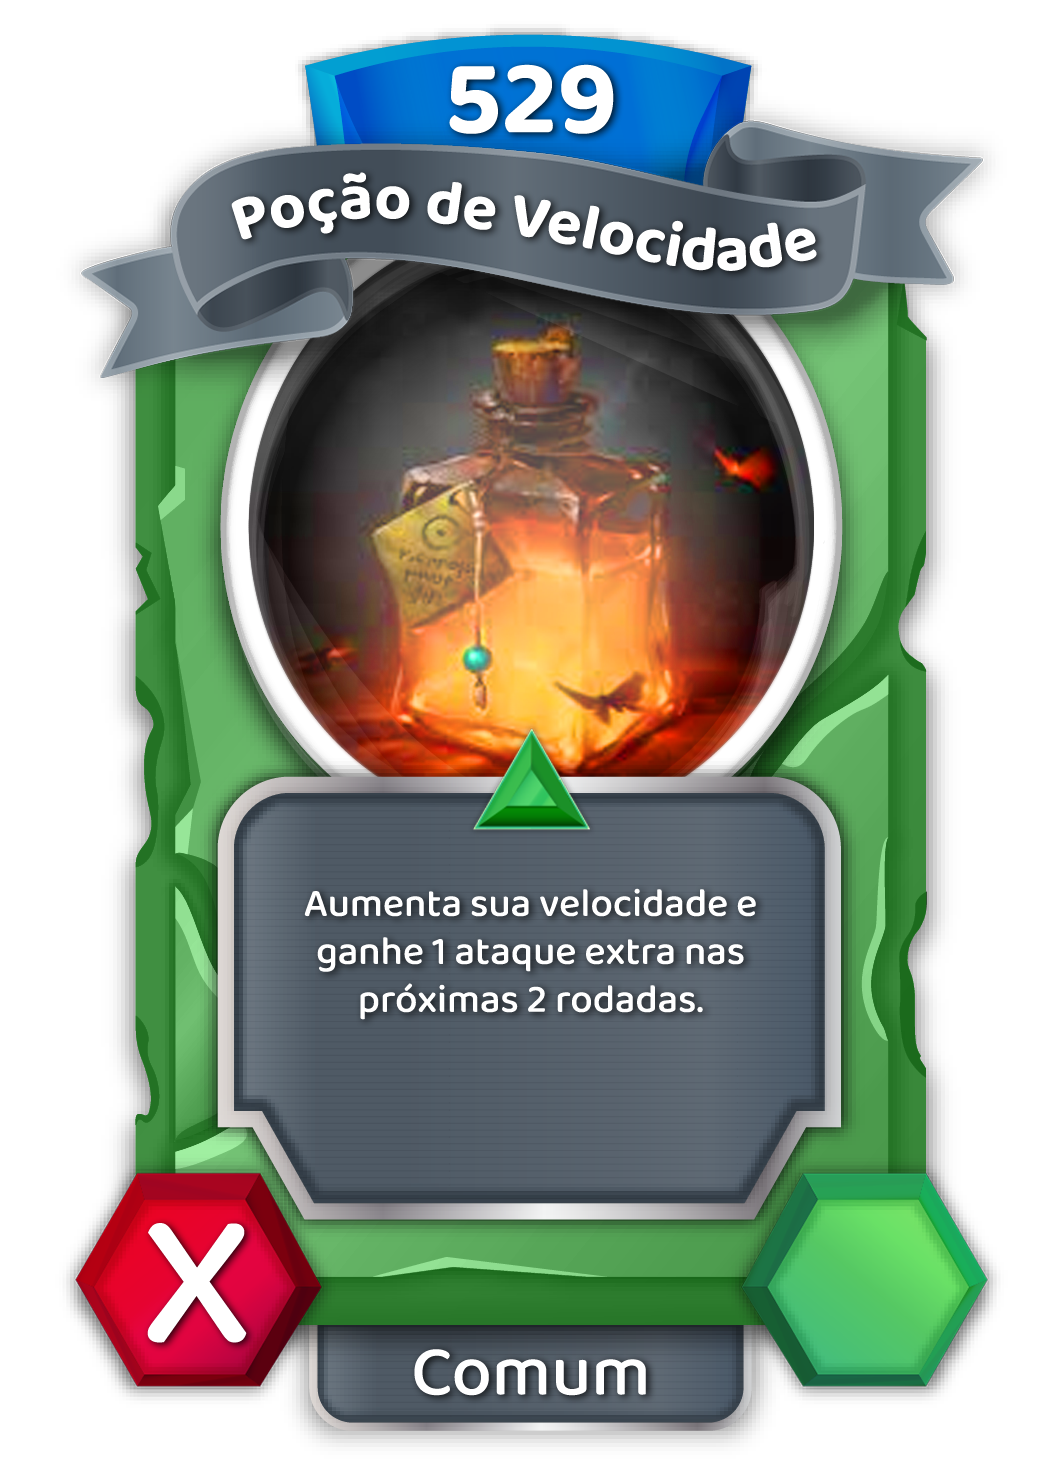 529
Poção de Velocidade
Aumenta sua velocidade e
ganhe 1 ataque extra nas
próximas 2 rodadas.
X
Comum